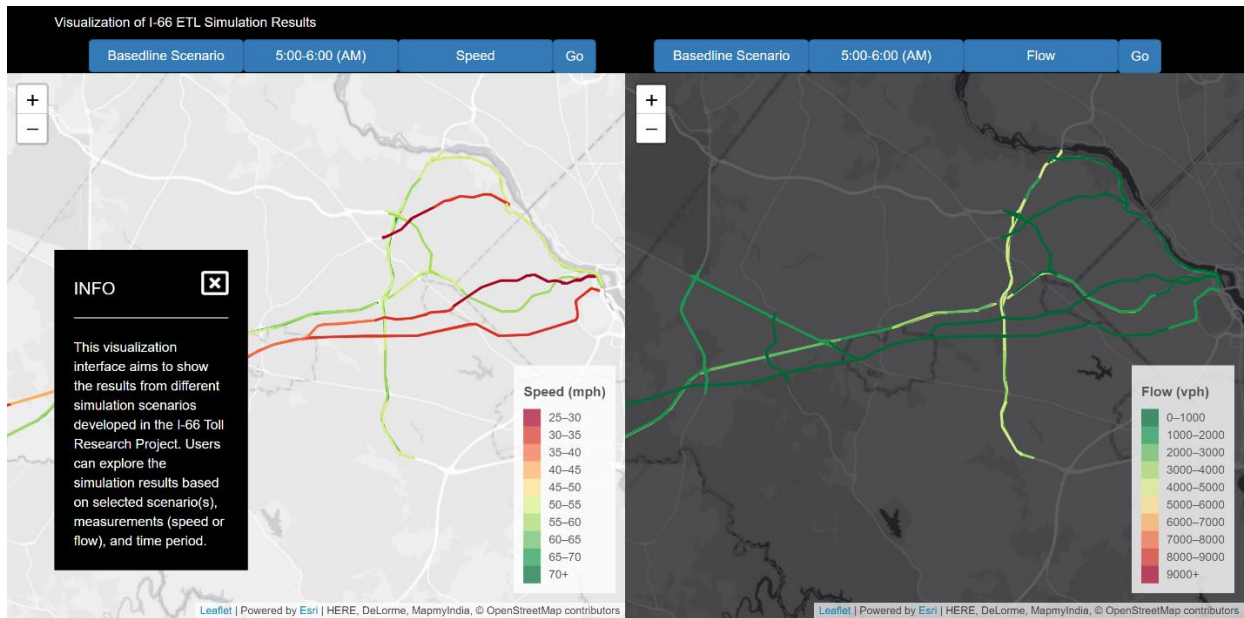 Visualization of I-66 ETL Simulation Results
Basedline Scenario 5:00-6:00 (AM) Speed Go
Basedline Scenario 5:00-6:00 (AM) Flow Go
+
−
+
−
INFO
This visualization
interface aims to show
the results from different
simulation scenarios
developed in the I-66 Toll
Research Project. Users
can explore the
simulation results based
on selected scenario(s),
measurements (speed or
flow), and time period.
Speed (mph)
25–30
30–35
35–40
40–45
45–50
50–55
55–60
60–65
65–70
70+
Leaflet | Powered by Esri | HERE, DeLorme, MapmyIndia, © OpenStreetMap contributors
Flow (vph)
0–1000
1000–2000
2000–3000
3000–4000
4000–5000
5000–6000
6000–7000
7000–8000
8000–9000
9000+
Leaflet | Powered by Esri | HERE, DeLorme, MapmyIndia, © OpenStreetMap contributors